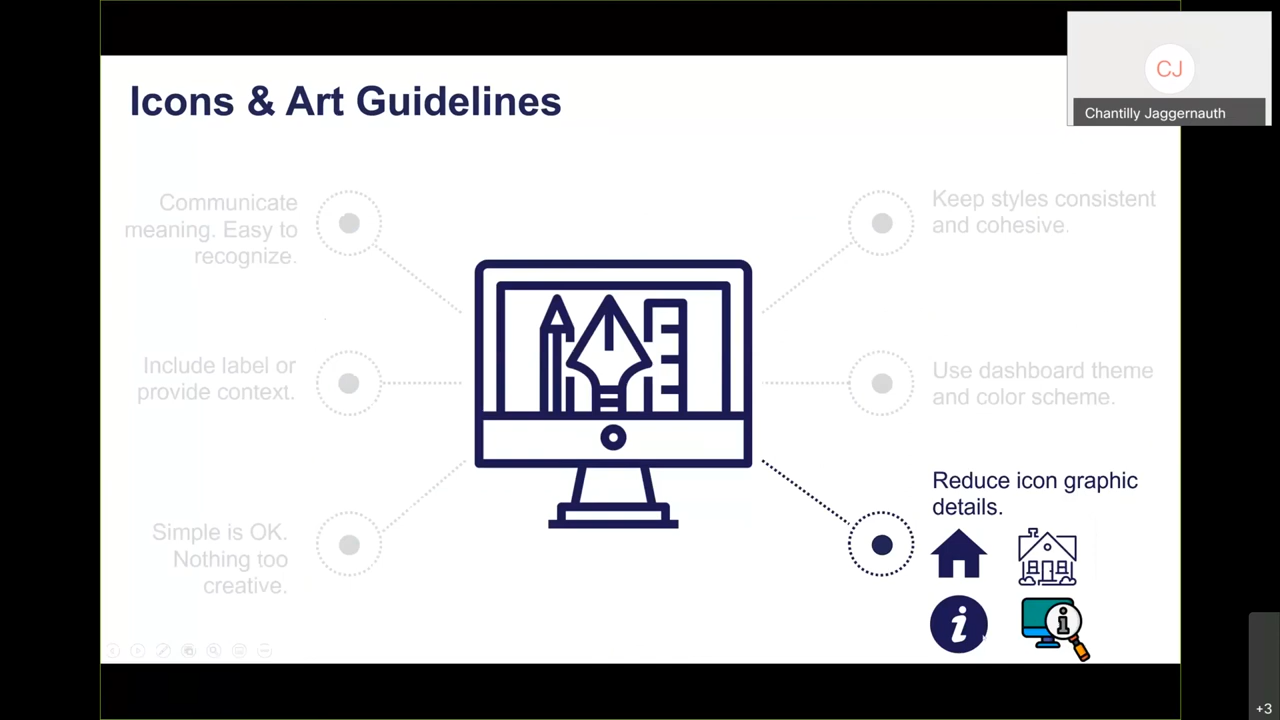 Icons & Art Guidelines
CJ
Chantilly Jaggernauth
Communicate
meaning. Easy to
recognize.
Keep styles consistent
and cohesive.
Include label or
provide context.
Use dashboard theme
and color scheme.
Simple is OK.
Nothing too
creative.
Reduce icon graphic
details.
i
i
+3